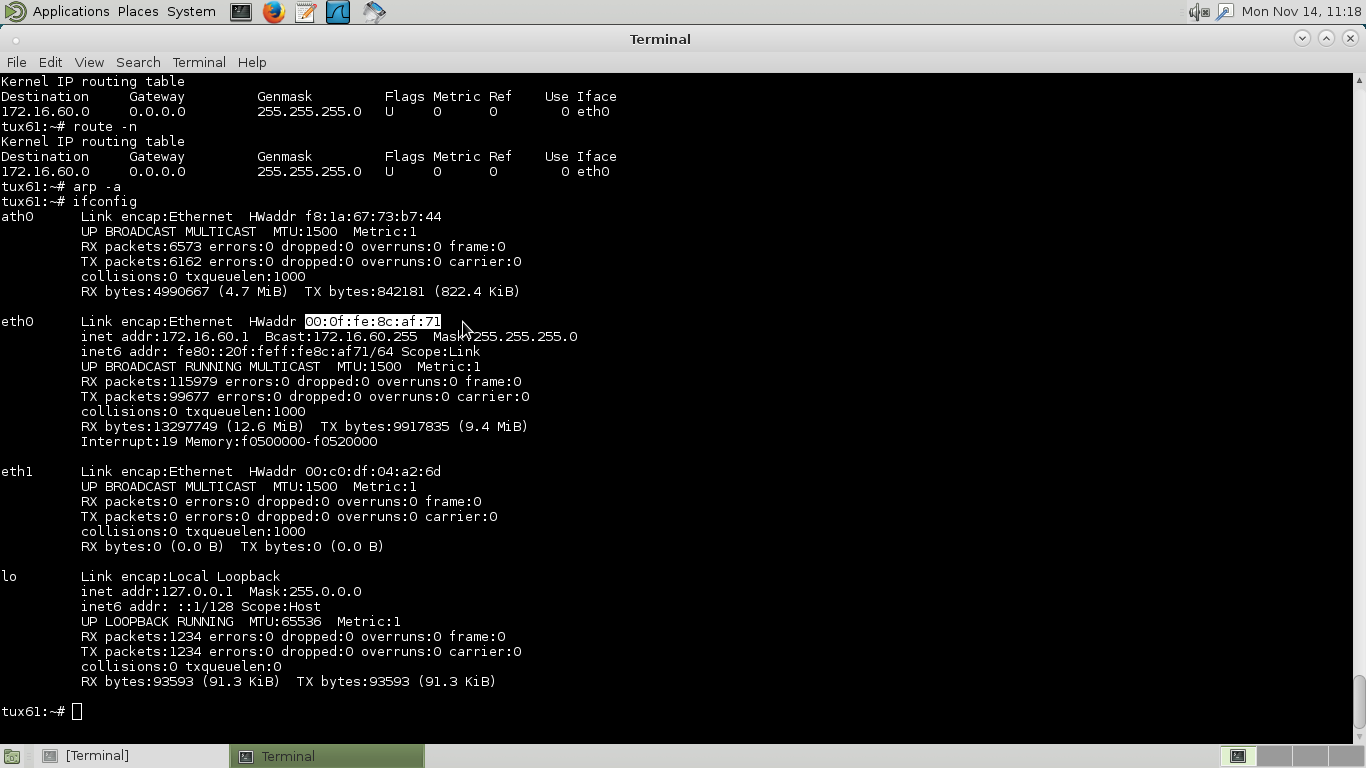 Applications Places System Mon Nov 14, 11:18
Terminal
File Edit View Search Terminal Help
Kernel IP routing table
Destination     Gateway         Genmask         Flags Metric Ref    Use Iface
172.16.60.0     0.0.0.0         255.255.255.0   U     0      0        0 eth0
tux61:~# route -n
Kernel IP routing table
Destination     Gateway         Genmask         Flags Metric Ref    Use Iface
172.16.60.0     0.0.0.0         255.255.255.0   U     0      0        0 eth0
tux61:~# arp -a
tux61:~# ifconfig
ath0      Link encap:Ethernet  HWaddr f8:1a:67:73:b7:44
          UP BROADCAST MULTICAST  MTU:1500  Metric:1
          RX packets:6573 errors:0 dropped:0 overruns:0 frame:0
          TX packets:6162 errors:0 dropped:0 overruns:0 carrier:0
          collisions:0 txqueuelen:1000
          RX bytes:4990667 (4.7 MiB)  TX bytes:842181 (822.4 KiB)
eth0      Link encap:Ethernet  HWaddr 00:0f:fe:8c:af:71
          inet addr:172.16.60.1  Bcast:172.16.60.255  Mask:255.255.255.0
          inet6 addr: fe80::20f:feff:fe8c:af71/64 Scope:Link
          UP BROADCAST RUNNING MULTICAST  MTU:1500  Metric:1
          RX packets:115979 errors:0 dropped:0 overruns:0 frame:0
          TX packets:99677 errors:0 dropped:0 overruns:0 carrier:0
          collisions:0 txqueuelen:1000
          RX bytes:13297749 (12.6 MiB)  TX bytes:9917835 (9.4 MiB)
          Interrupt:19 Memory:f0500000-f0520000
eth1      Link encap:Ethernet  HWaddr 00:c0:df:04:a2:6d
          UP BROADCAST MULTICAST  MTU:1500  Metric:1
          RX packets:0 errors:0 dropped:0 overruns:0 frame:0
          TX packets:0 errors:0 dropped:0 overruns:0 carrier:0
          collisions:0 txqueuelen:1000
          RX bytes:0 (0.0 B)  TX bytes:0 (0.0 B)
lo        Link encap:Local Loopback
          inet addr:127.0.0.1  Mask:255.0.0.0
          inet6 addr: ::1/128 Scope:Host
          UP LOOPBACK RUNNING  MTU:65536  Metric:1
          RX packets:1234 errors:0 dropped:0 overruns:0 frame:0
          TX packets:1234 errors:0 dropped:0 overruns:0 carrier:0
          collisions:0 txqueuelen:0
          RX bytes:93593 (91.3 KiB)  TX bytes:93593 (91.3 KiB)
tux61:~#
[Terminal] Terminal